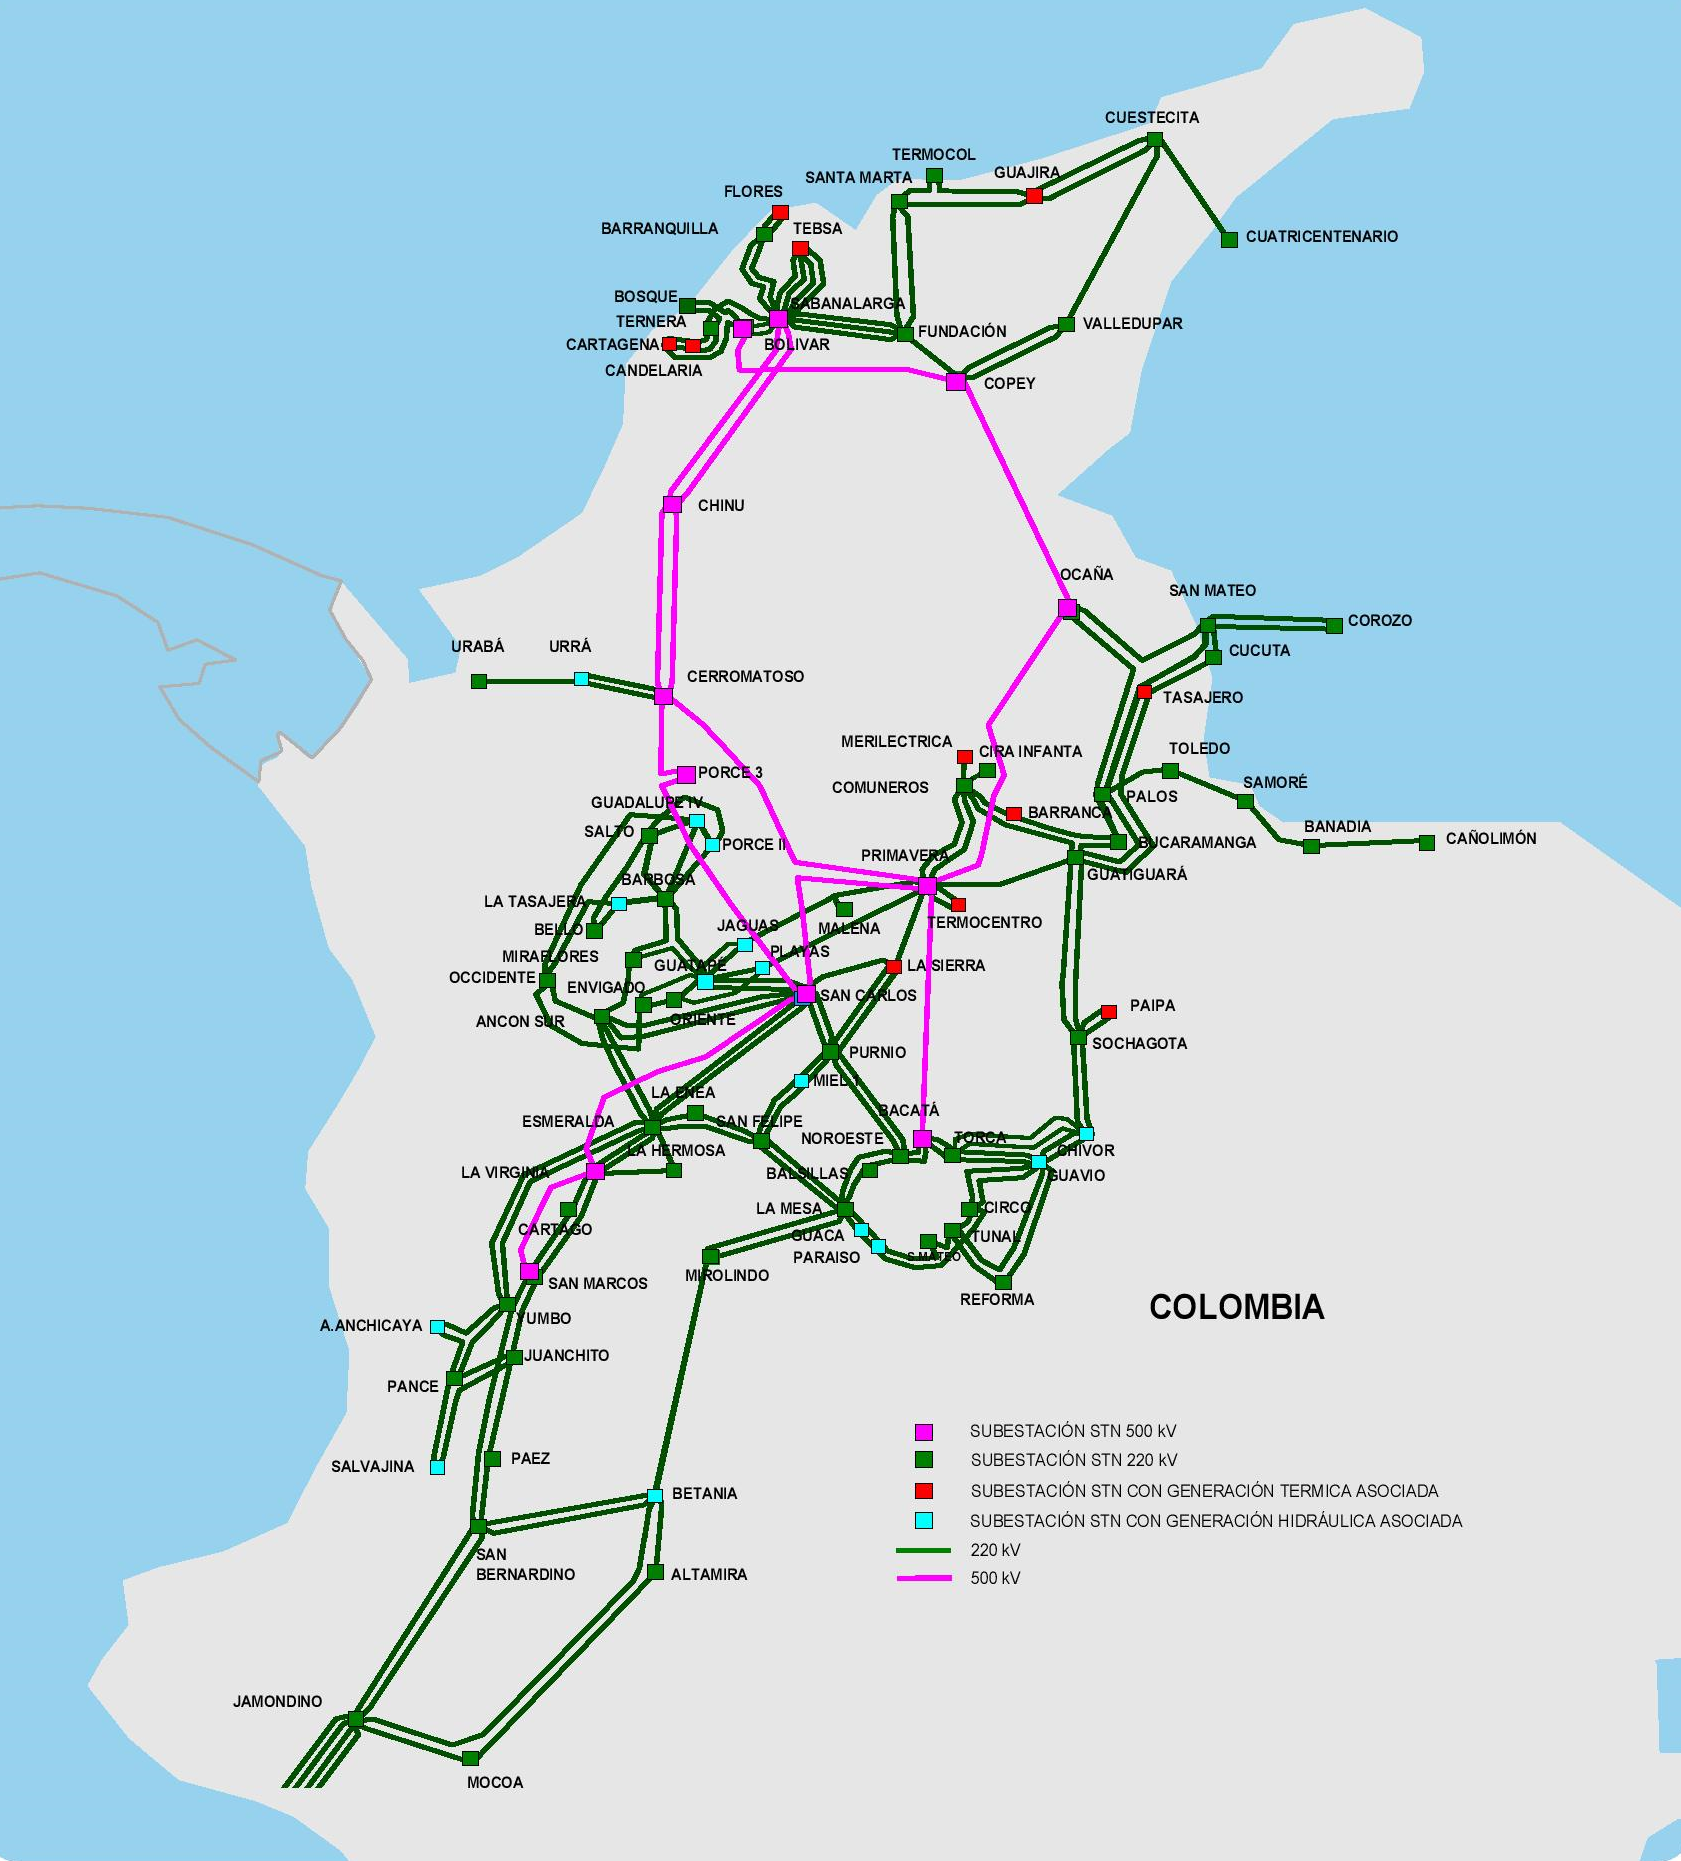 CUESTECITA
TERMOCOL
SANTA MARTA
GUAJIRA
FLORES
BARRANQUILLA
TEBSA
CUATRICENTENARIO
BOSQUE
SABANALARGA
TERNERA
FUNDACIÓN
VALLEDUPAR
CARTAGENA
BOLIVAR
CANDELARIA
COPEY
CHINU
OCAÑA
SAN MATEO
COROZO
URABÁ
URRÁ
CUCUTA
CERROMATOSO
TASAJERO
MERILECTRICA
CIRA INFANTA
TOLEDO
PORCE 3
SAMORÉ
COMUNEROS
PALOS
GUADALUPE IV
BARRANCA
BANADIA
SALTO
CAÑOLIMÓN
PORCE II
BUCARAMANGA
PRIMAVERA
GUATIGUARÁ
BARBOSA
LA TASAJERA
TERMOCENTRO
BELLO
JAGUAS
MALENA
MIRAFLORES
PLAYAS
GUATAPÉ
LA SIERRA
OCCIDENTE
ENVIGADO
SAN CARLOS
PAIPA
ANCON SUR
ORIENTE
SOCHAGOTA
PURNIO
MIEL 1
LA ENEA
BACATÁ
ESMERALDA
SAN FELIPE
NOROESTE
TORCA
LA HERMOSA
CHIVOR
LA VIRGINIA
BALSILLAS
GUAVIO
LA MESA
CIRCO
CARTAGO
GUACA
TUNAL
PARAISO
S.MATEO
MIROLINDO
SAN MARCOS
REFORMA
COLOMBIA
YUMBO
A.ANCHICAYA
JUANCHITO
PANCE
SUBESTACIÓN STN 500 kV
PAEZ
SUBESTACIÓN STN 220 kV
SALVAJINA
BETANIA
SUBESTACIÓN STN CON GENERACIÓN TERMICA ASOCIADA
SUBESTACIÓN STN CON GENERACIÓN HIDRÁULICA ASOCIADA
SAN
BERNARDINO
220 kV
ALTAMIRA
500 kV
JAMONDINO
MOCOA